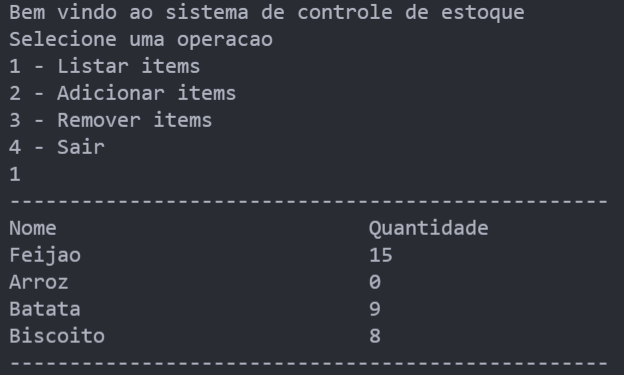 Bem vindo ao sistema de controle de estoque
Selecione uma operacao
1 - Listar items
2 - Adicionar items
3 - Remover items
4 - Sair
1
--------------------------------------------------
Nome                          Quantidade
Feijao                        15
Arroz                         0
Batata                        9
Biscoito                      8
--------------------------------------------------